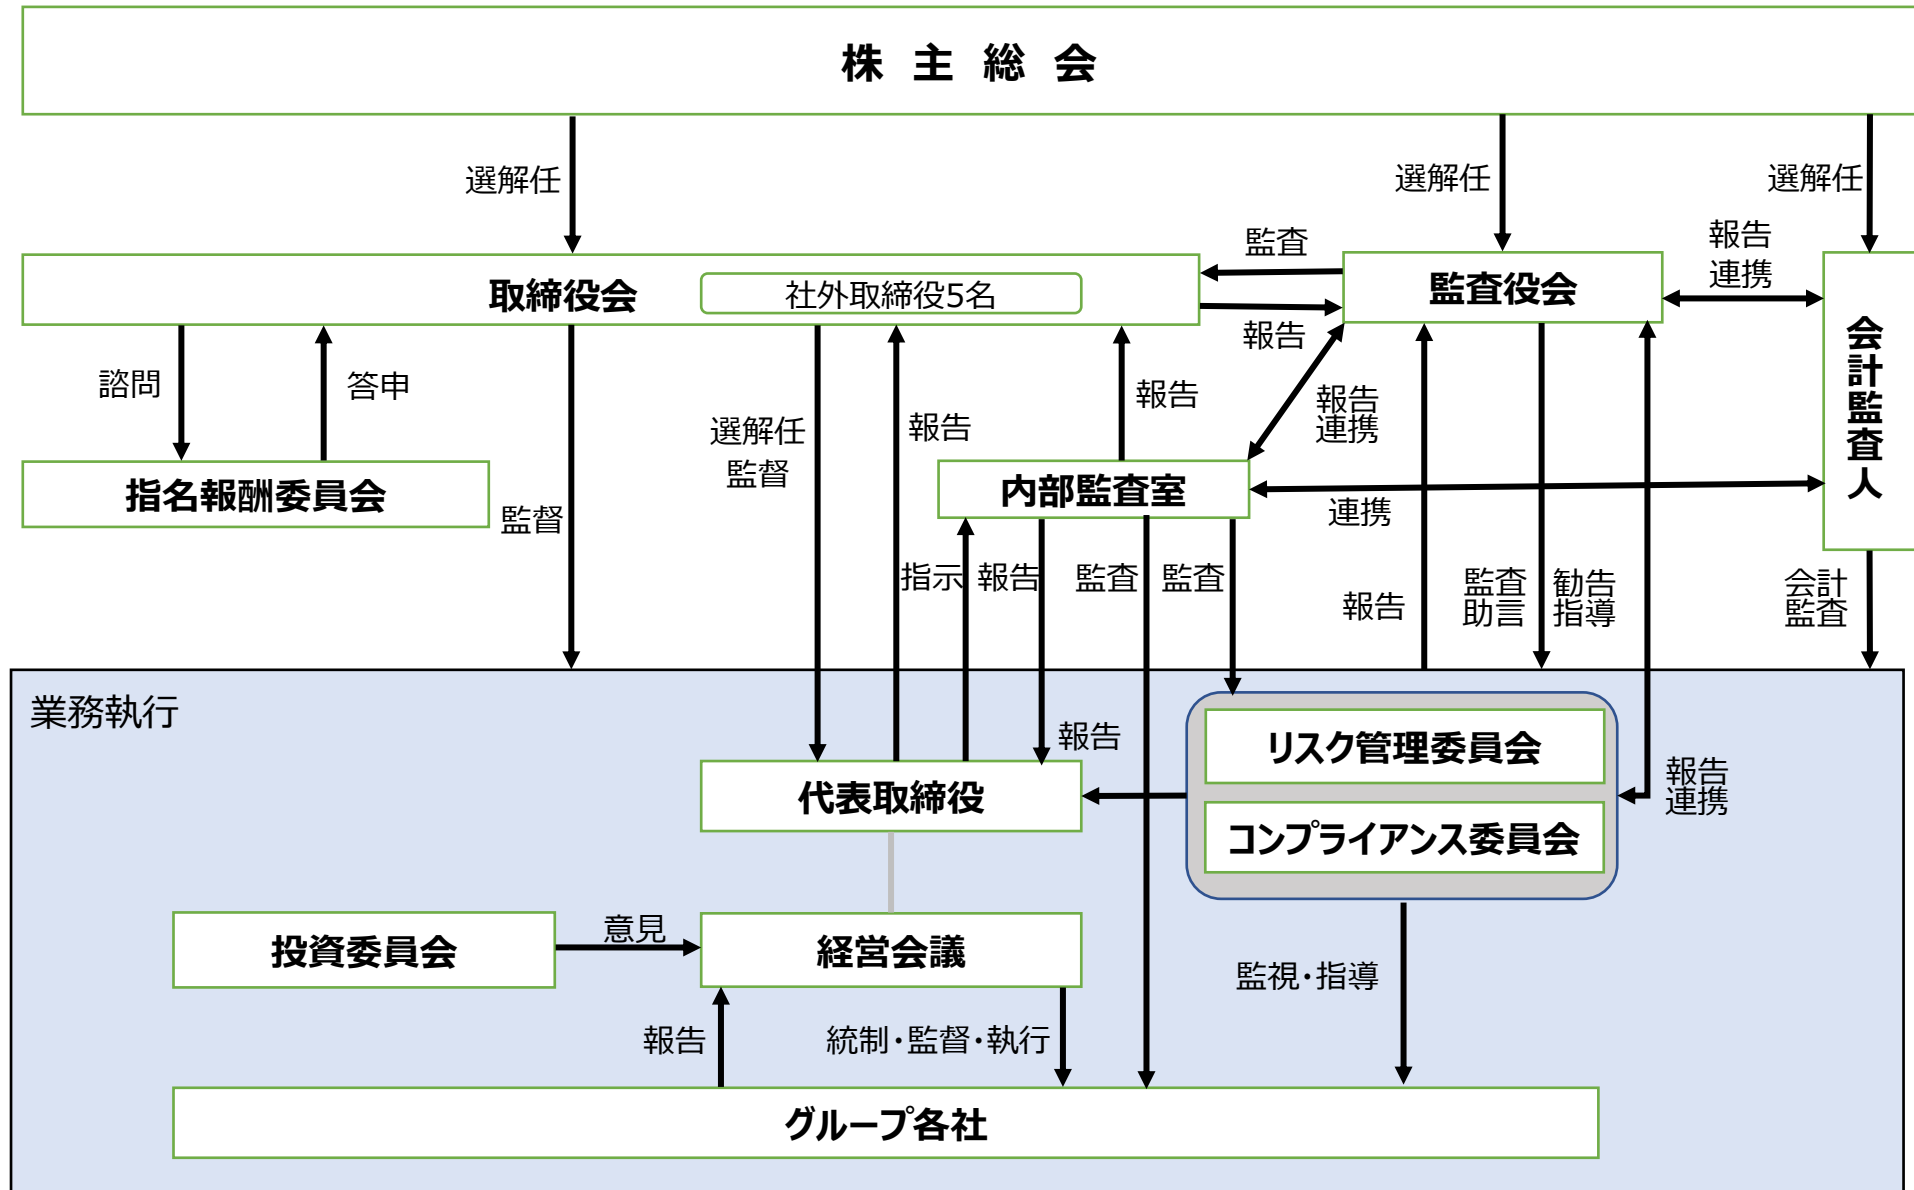 株主総会
選解任
選解任
選解任
取締役会
社外取締役5名
監査
報告
監査役会
報告
連携
会計監査人
諮問
答申
選解任
監督
報告
報告
報告
連携
指名報酬委員会
監督
内部監査室
連携
指示
報告
監査
監査
報告
監査
助言
勧告
指導
会計
監査
業務執行
報告
リスク管理委員会
代表取締役
コンプライアンス委員会
報告
連携
投資委員会
意見
経営会議
監視・指導
報告
統制・監督・執行
グループ各社